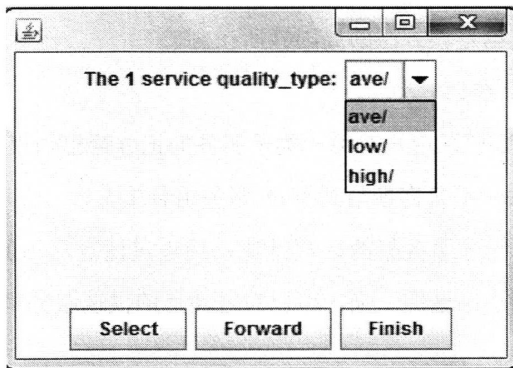 The 1 service quality_type: ave/
ave/
low/
high/
Select Forward Finish